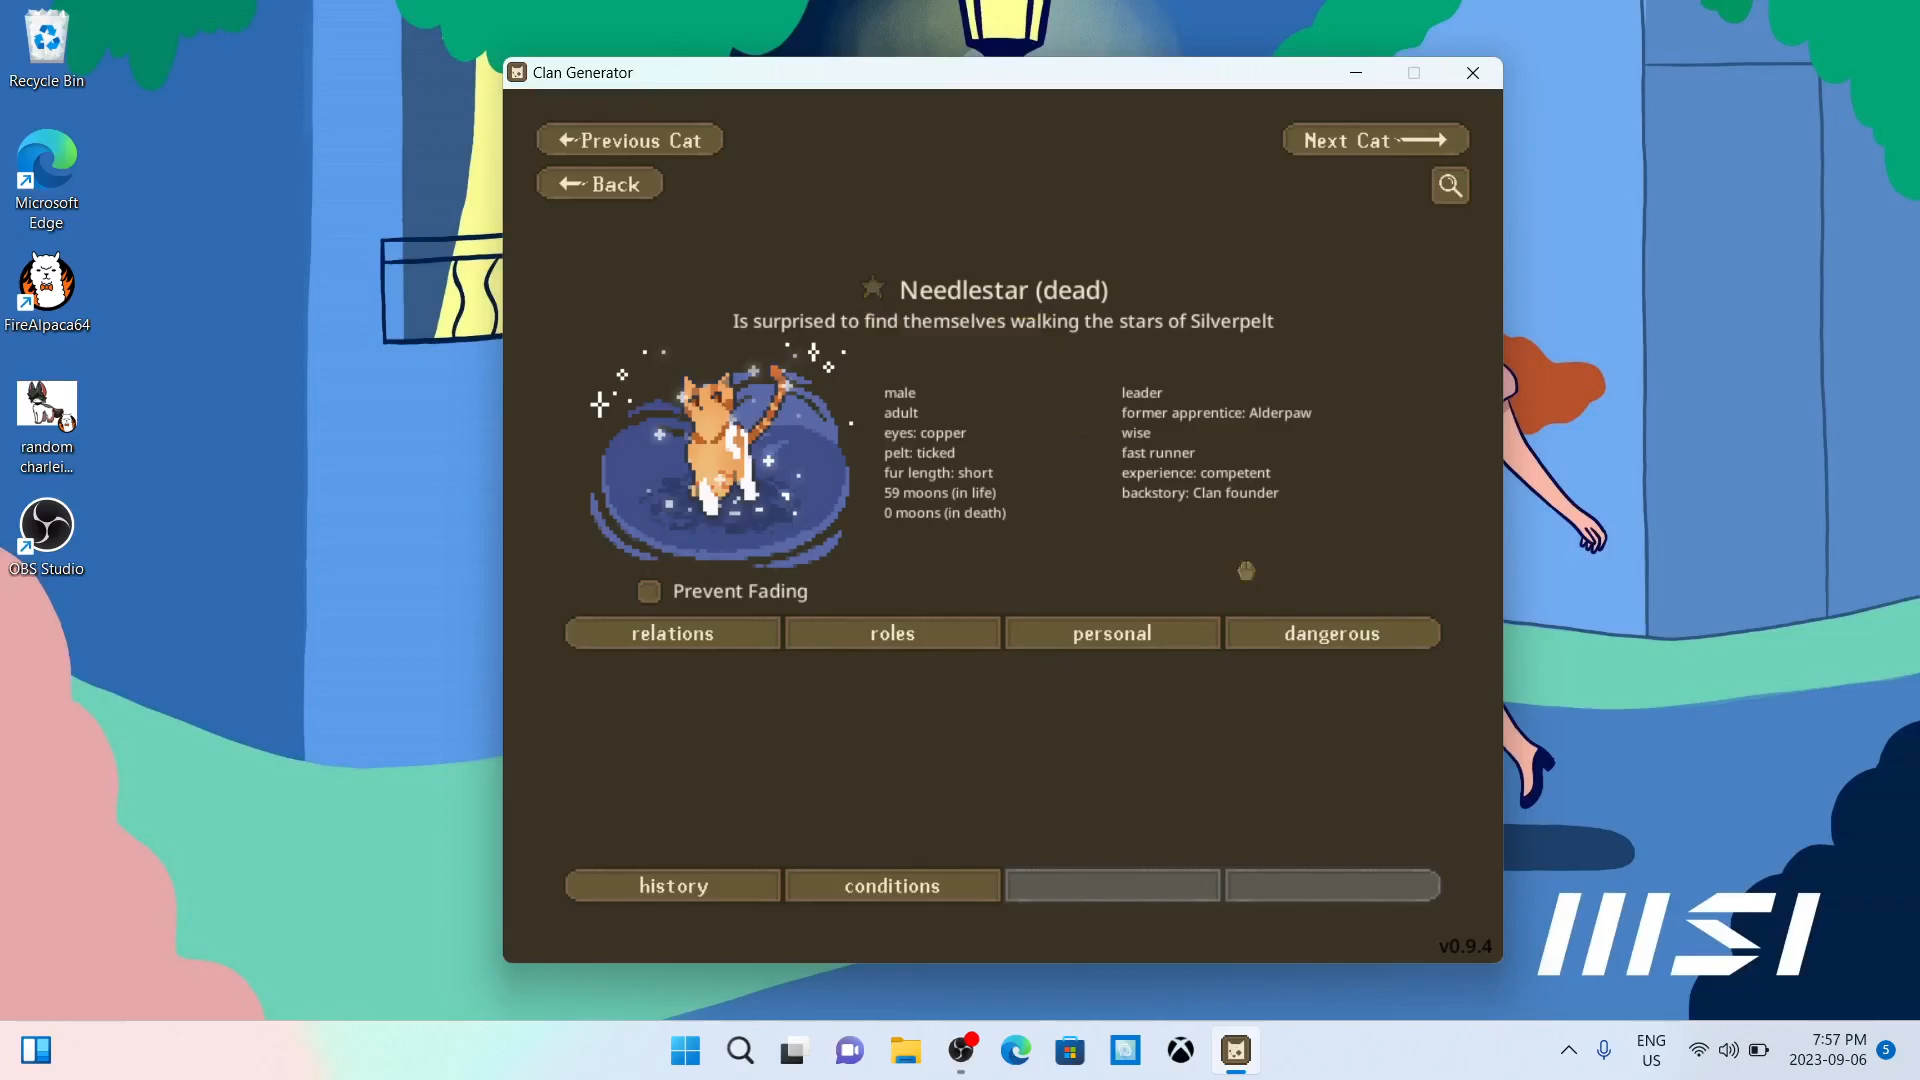 Recycle Bin
Microsoft
Edge
FireAlpaca64
random
charlei...
OBS Studio
Clan Generator
Previous Cat
Next Cat
Back
Needlestar (dead)
Is surprised to find themselves walking the stars of Silverpelt
male
adult
eyes: copper
pelt: ticked
fur length: short
59 moons (in life)
0 moons (in death)
leader
former apprentice: Alderpaw
wise
fast runner
experience: competent
backstory: Clan founder
Prevent Fading
relations
roles
personal
dangerous
history
conditions
v0.9.4
msi
ENG
US
7:57 PM
2023-09-06
5